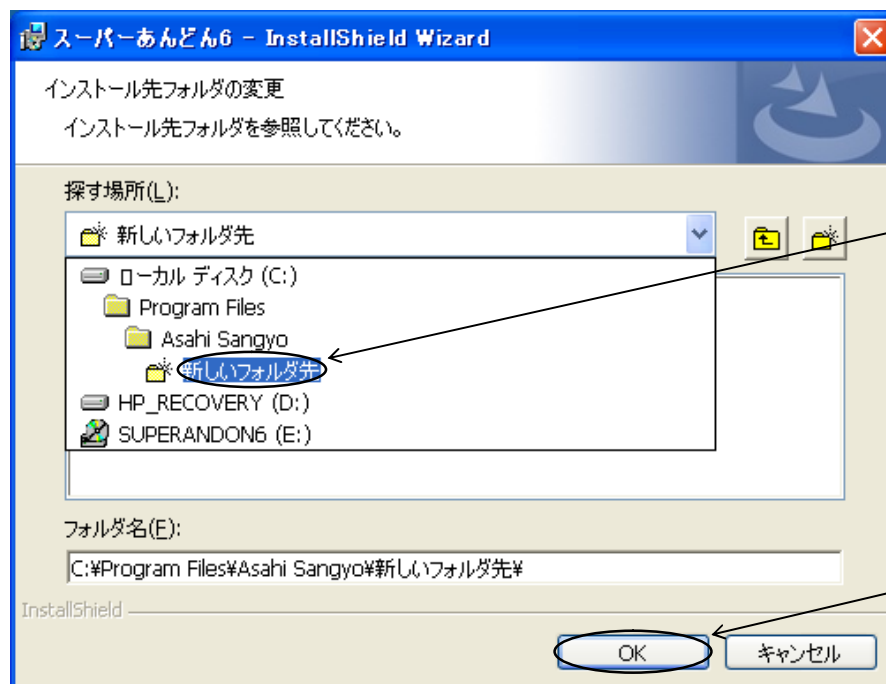 スーパーあんどん6 - InstallShield Wizard
インストール先フォルダの変更
インストール先フォルダを参照してください。
探す場所(L):
新しいフォルダ先
ローカル ディスク (C:)
Program Files
Asahi Sangyo
新しいフォルダ先
HP_RECOVERY (D:)
SUPERANDON6 (E:)
フォルダ名(F):
C:¥Program Files¥Asahi Sangyo¥新しいフォルダ先¥
InstallShield
OK キャンセル